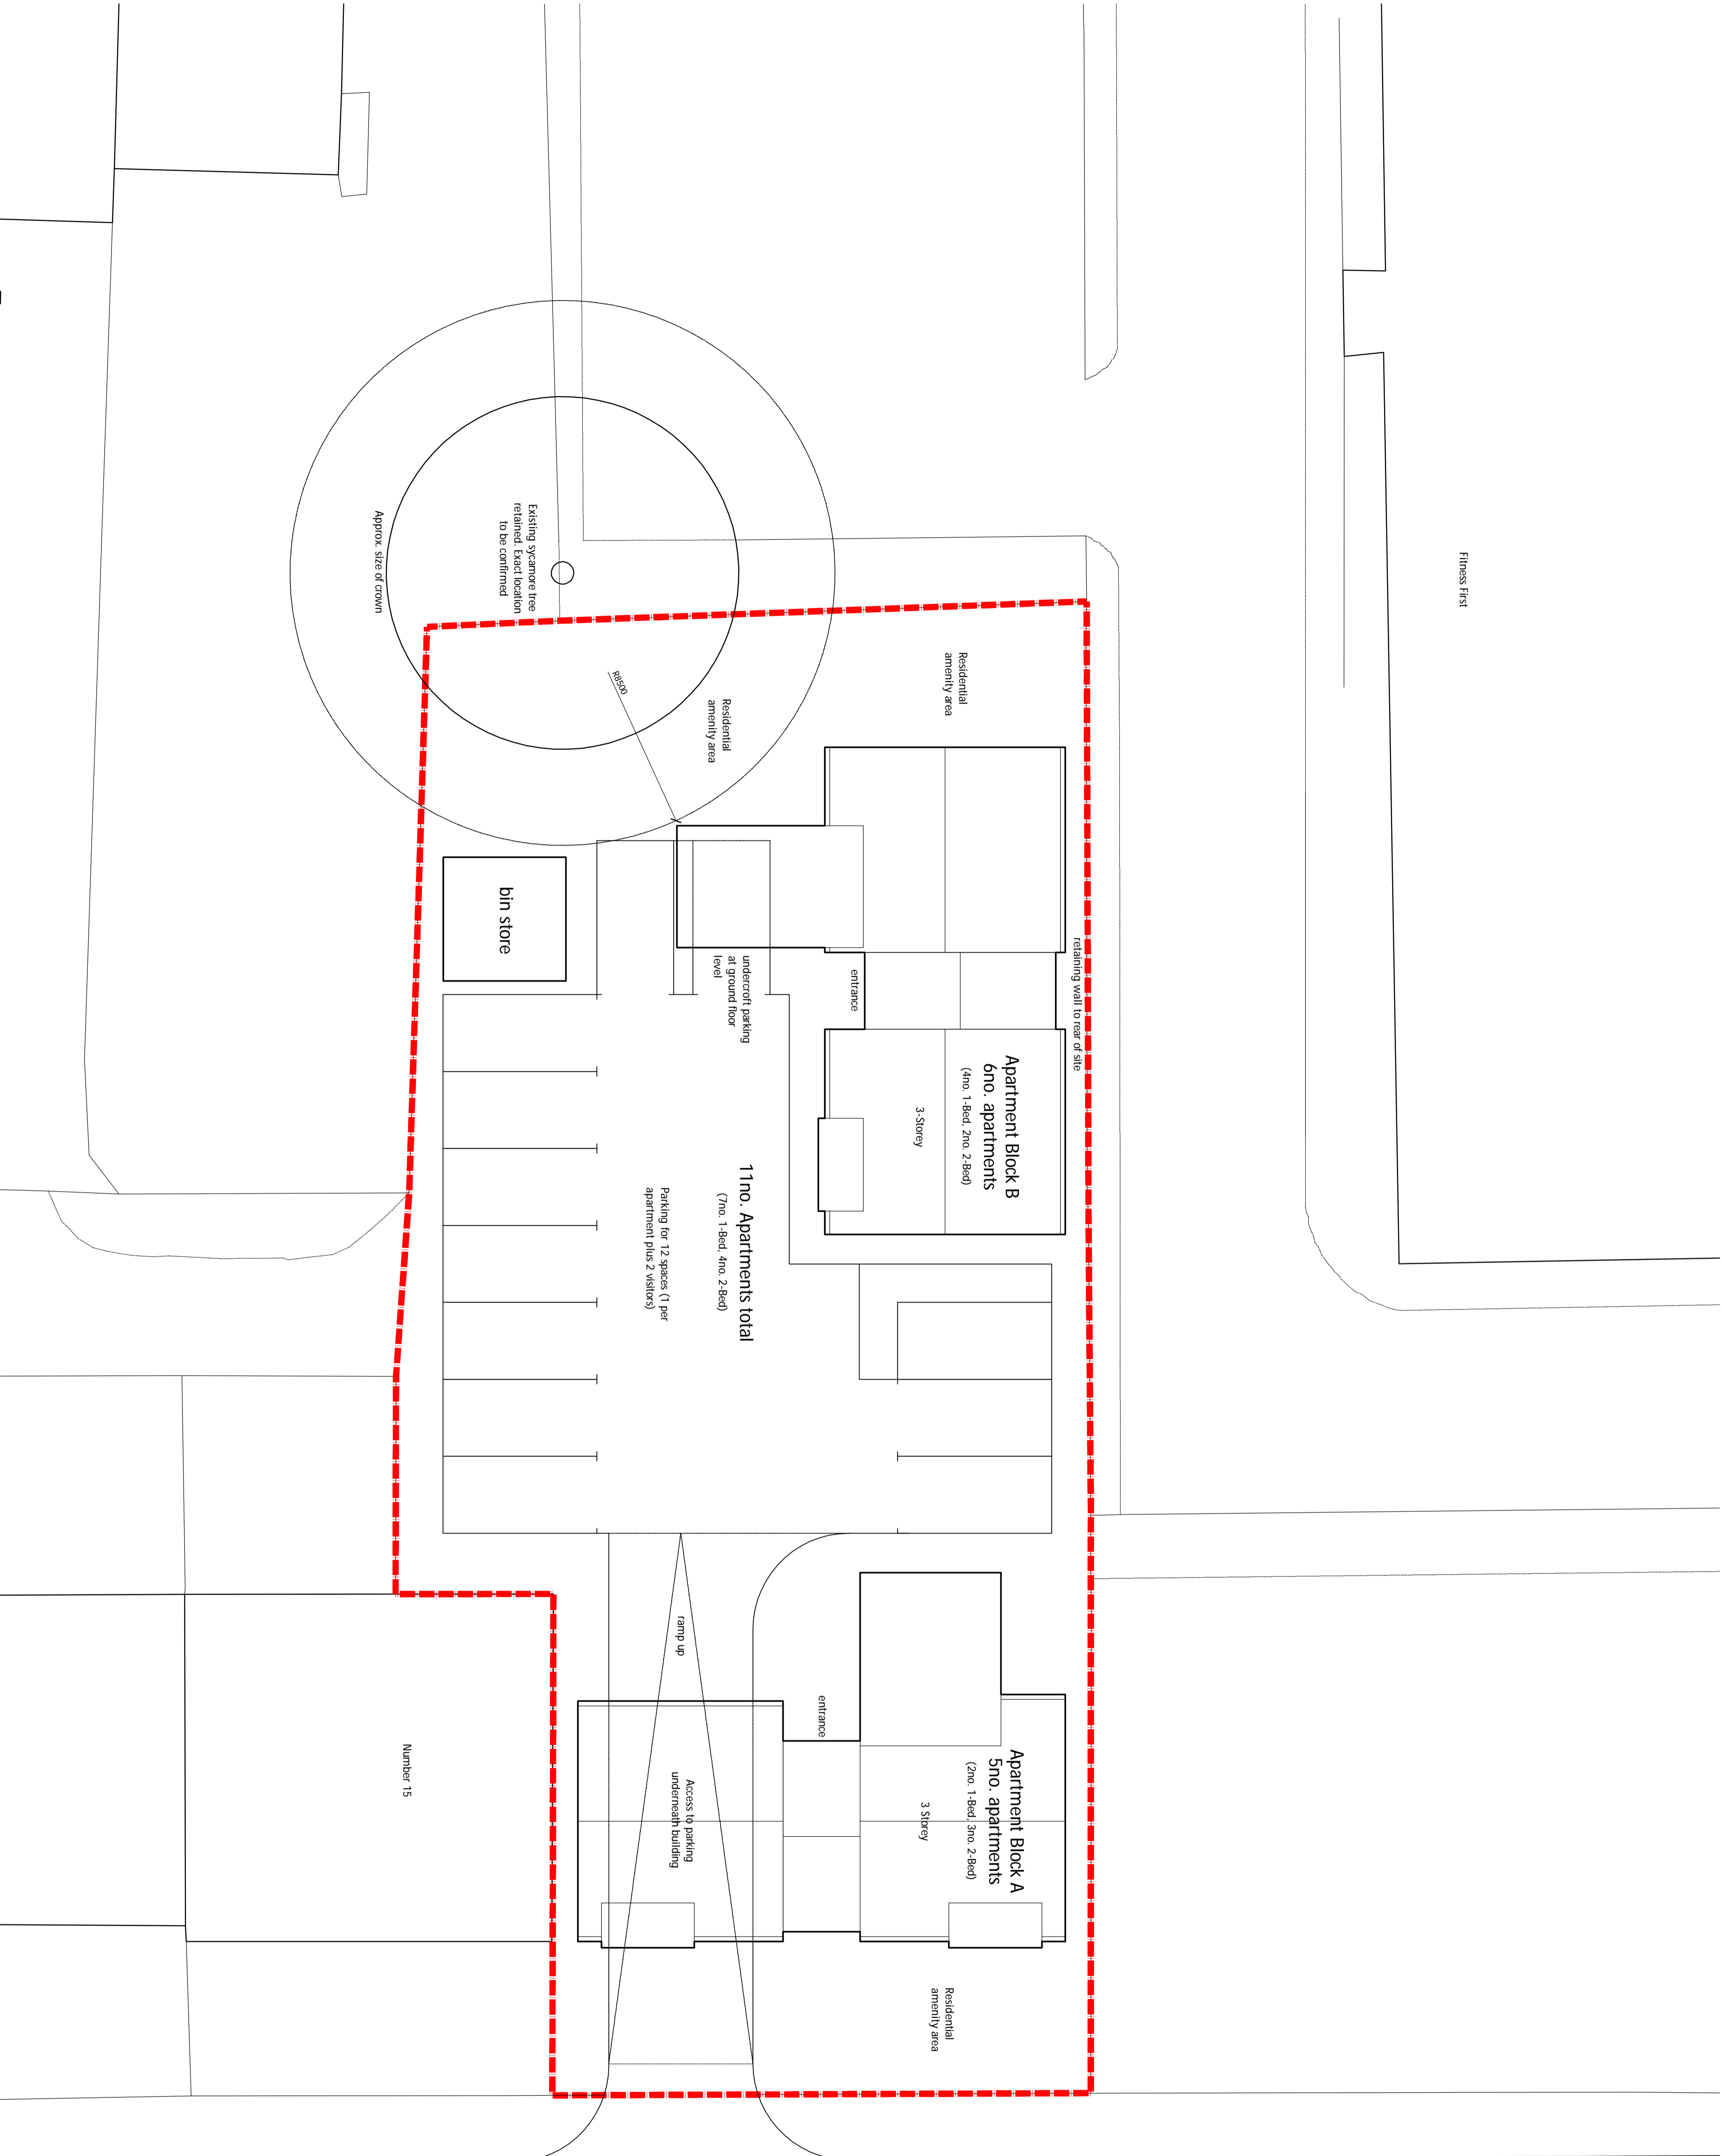 Fitness First
Existing sycamore tree
retained. Exact location
to be confirmed
Approx. size of crown
R8500
Residential
amenity area
Residential
amenity area
bin store
undercroft parking
at ground floor
level
entrance
retaining wall to rear of site
Apartment Block B
6no. apartments
(4no. 1-Bed, 2no. 2-Bed)
3-Storey
11no. Apartments total
(7no. 1-Bed, 4no. 2-Bed)
Parking for 12 spaces (1 per
apartment plus 2 visitors)
ramp up
entrance
Apartment Block A
5no. apartments
(2no. 1-Bed, 3no. 2-Bed)
3 Storey
Access to parking
underneath building
Number 15
Residential
amenity area